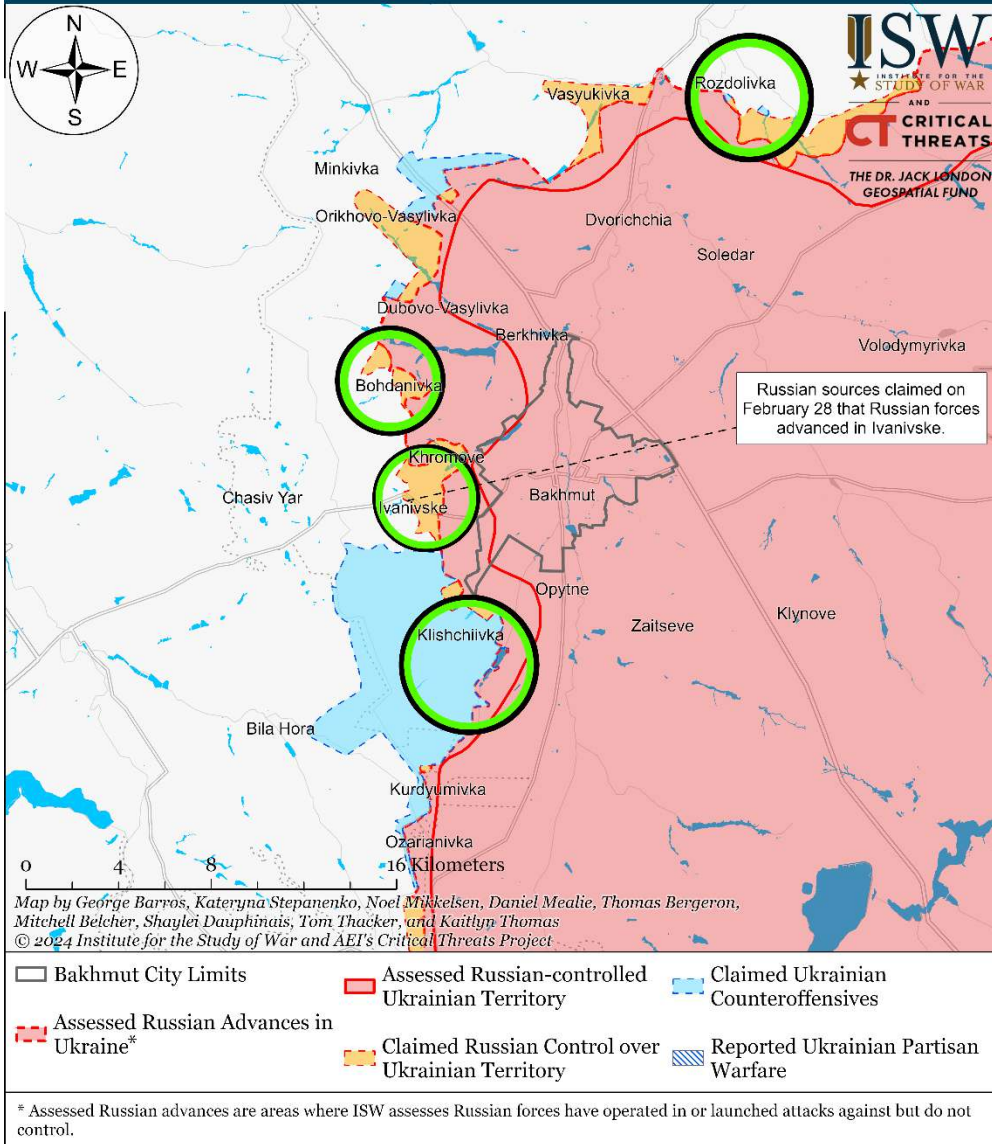 N
W E
S
ISW
INSTITUTE FOR THE
STUDY OF WAR
AND
CT CRITICAL
THREATS
THE DR. JACK LONDON
GEOSPATIAL FUND
Rozdolivka
Vasyukivka
Minkivka
Orikhovo-Vasylivka
Dvorichchia
Soledar
Dubovo-Vasylivka
Berkhivka
Volodymyrivka
Bohdanivka
Russian sources claimed on
February 28 that Russian forces
advanced in Ivanivske.
Khromove
Chasiv Yar
Ivanivske
Bakhmut
Opytne
Klishchiivka
Zaitseve
Klynove
Bila Hora
Kurdyumivka
Ozarianivka
0 4 8 16 Kilometers
Map by George Barros, Kateryna Stepanenko, Noel Mikkelsen, Daniel Mealie, Thomas Bergeron,
Mitchell Belcher, Shaylei Dauphinais, Tom Thacker, and Kaitlyn Thomas
© 2024 Institute for the Study of War and AEI's Critical Threats Project
Bakhmut City Limits
Assessed Russian Advances in
Ukraine*
Assessed Russian-controlled
Ukrainian Territory
Claimed Russian Control over
Ukrainian Territory
Claimed Ukrainian
Counteroffensives
Reported Ukrainian Partisan
Warfare
* Assessed Russian advances are areas where ISW assesses Russian forces have operated in or launched attacks against but do not
control.